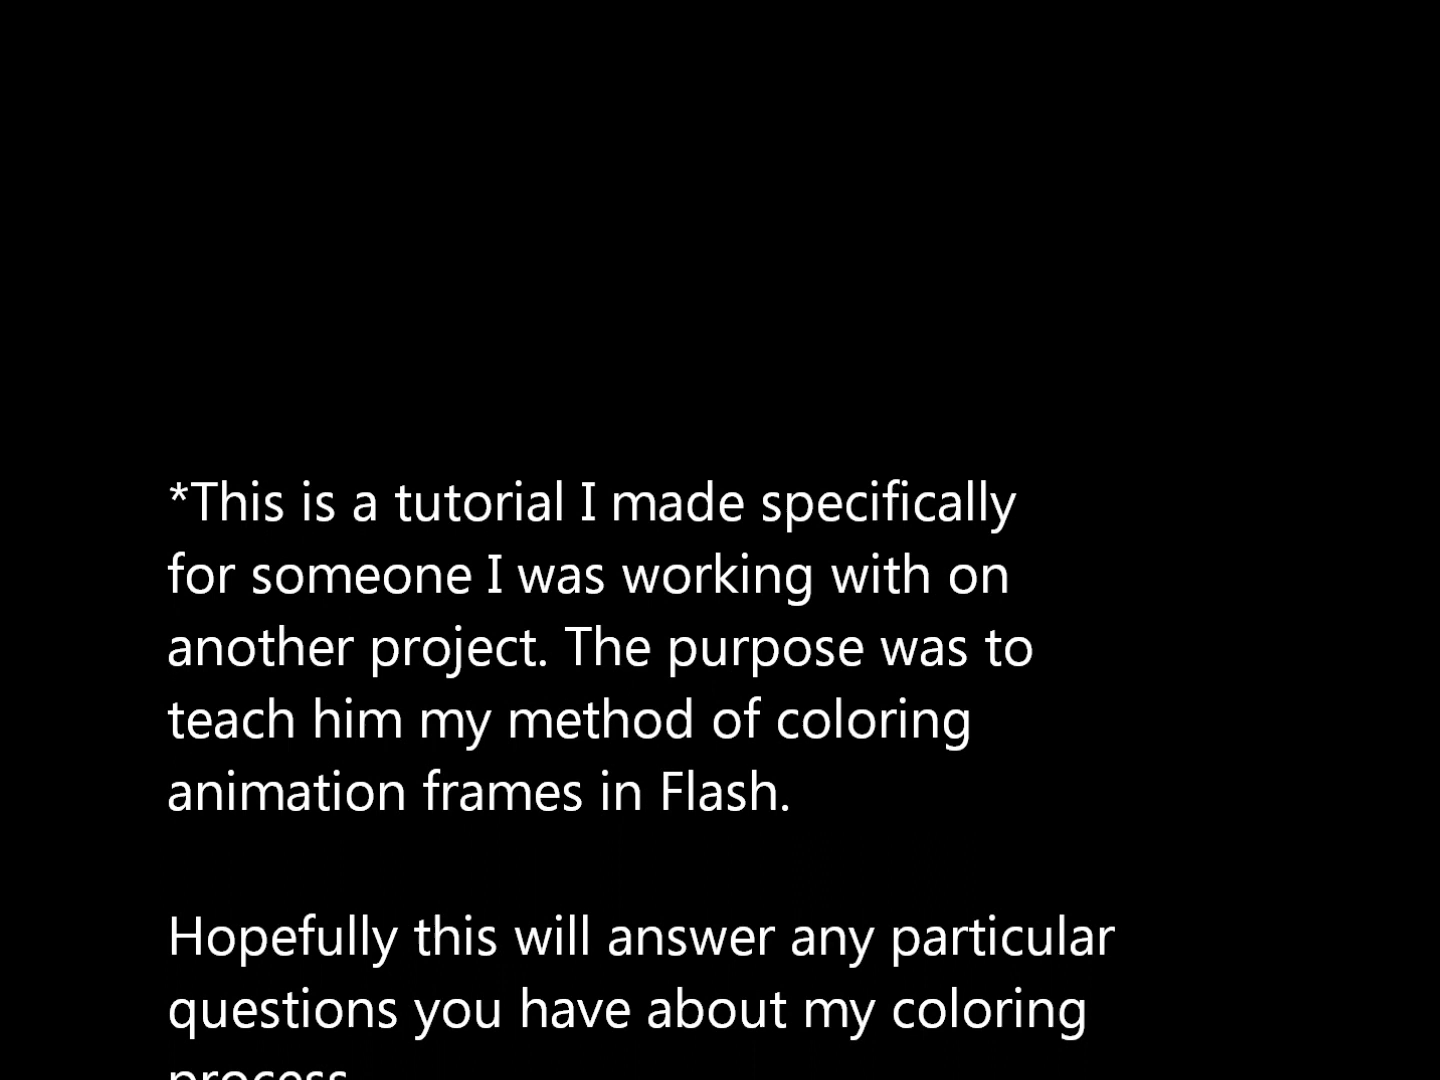 *This is a tutorial I made specifically
for someone I was working with on
another project. The purpose was to
teach him my method of coloring
animation frames in Flash.
Hopefully this will answer any particular
questions you have about my coloring
process